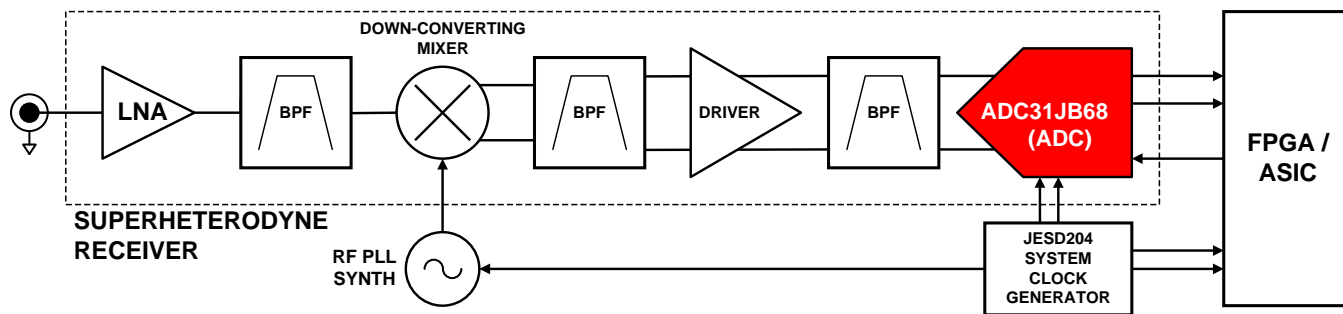 DOWN-CONVERTING
MIXER
LNA
BPF
BPF
DRIVER
BPF
ADC31JB68
(ADC)
FPGA /
ASIC
SUPERHETERODYNE
RECEIVER
RF PLL
SYNTH
JESD204
SYSTEM
CLOCK
GENERATOR